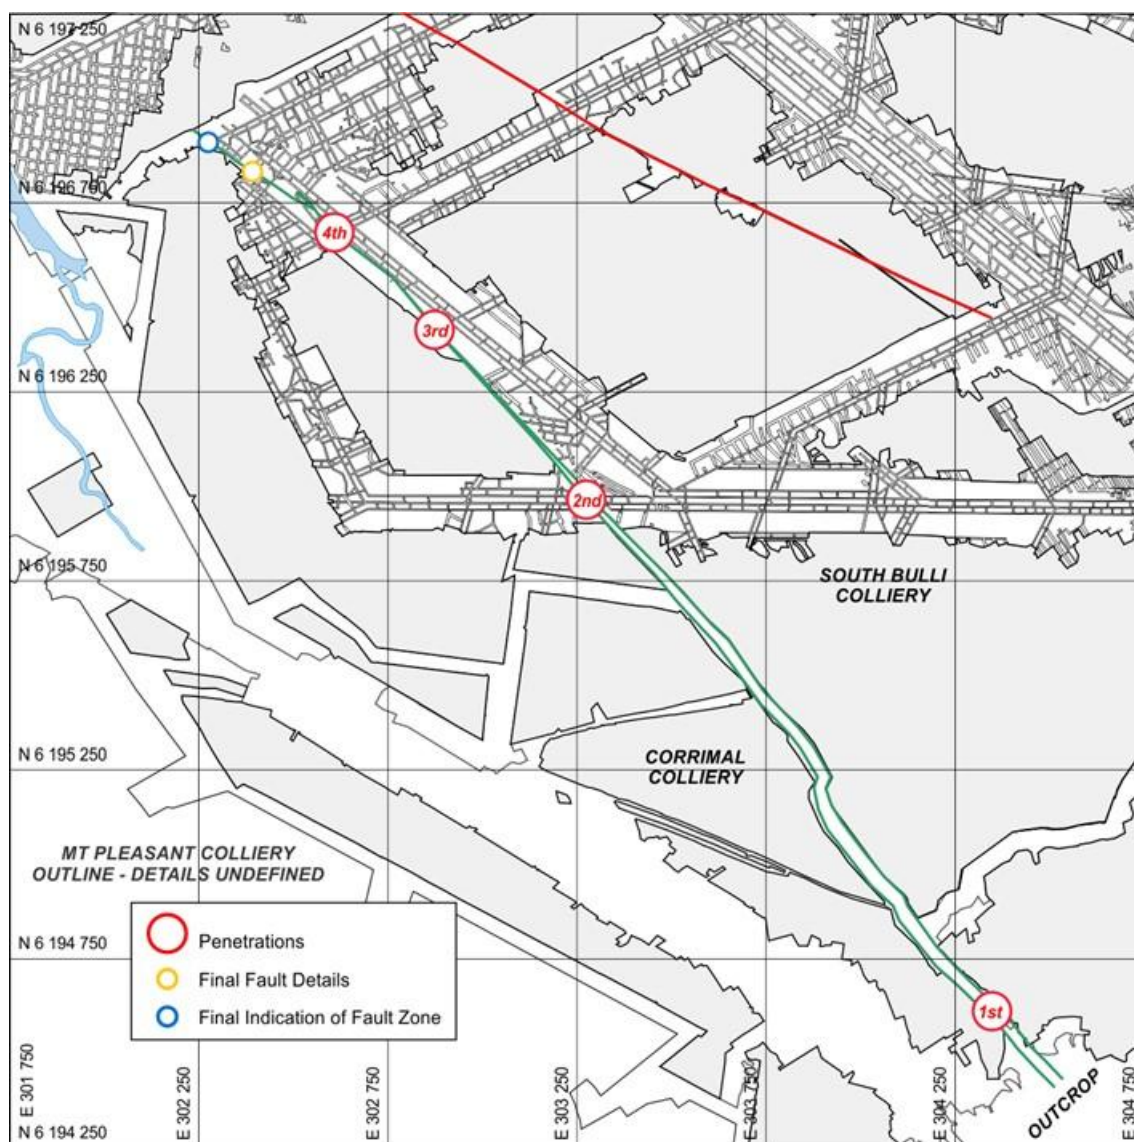 N 6 197 250
N 6 196 750
4th
3rd
N 6 196 250
2nd
N 6 195 750
SOUTH BULLI
COLLIERY
N 6 195 250
CORRIMAL
COLLIERY
MT PLEASANT COLLIERY
OUTLINE - DETAILS UNDEFINED
Penetrations
N 6 194 750
Final Fault Details
Final Indication of Fault Zone
1st
OUTCROP
E 301 750
E 302 250
E 302 750
E 303 250
E 303 750
E 304 250
E 304 750
N 6 194 250